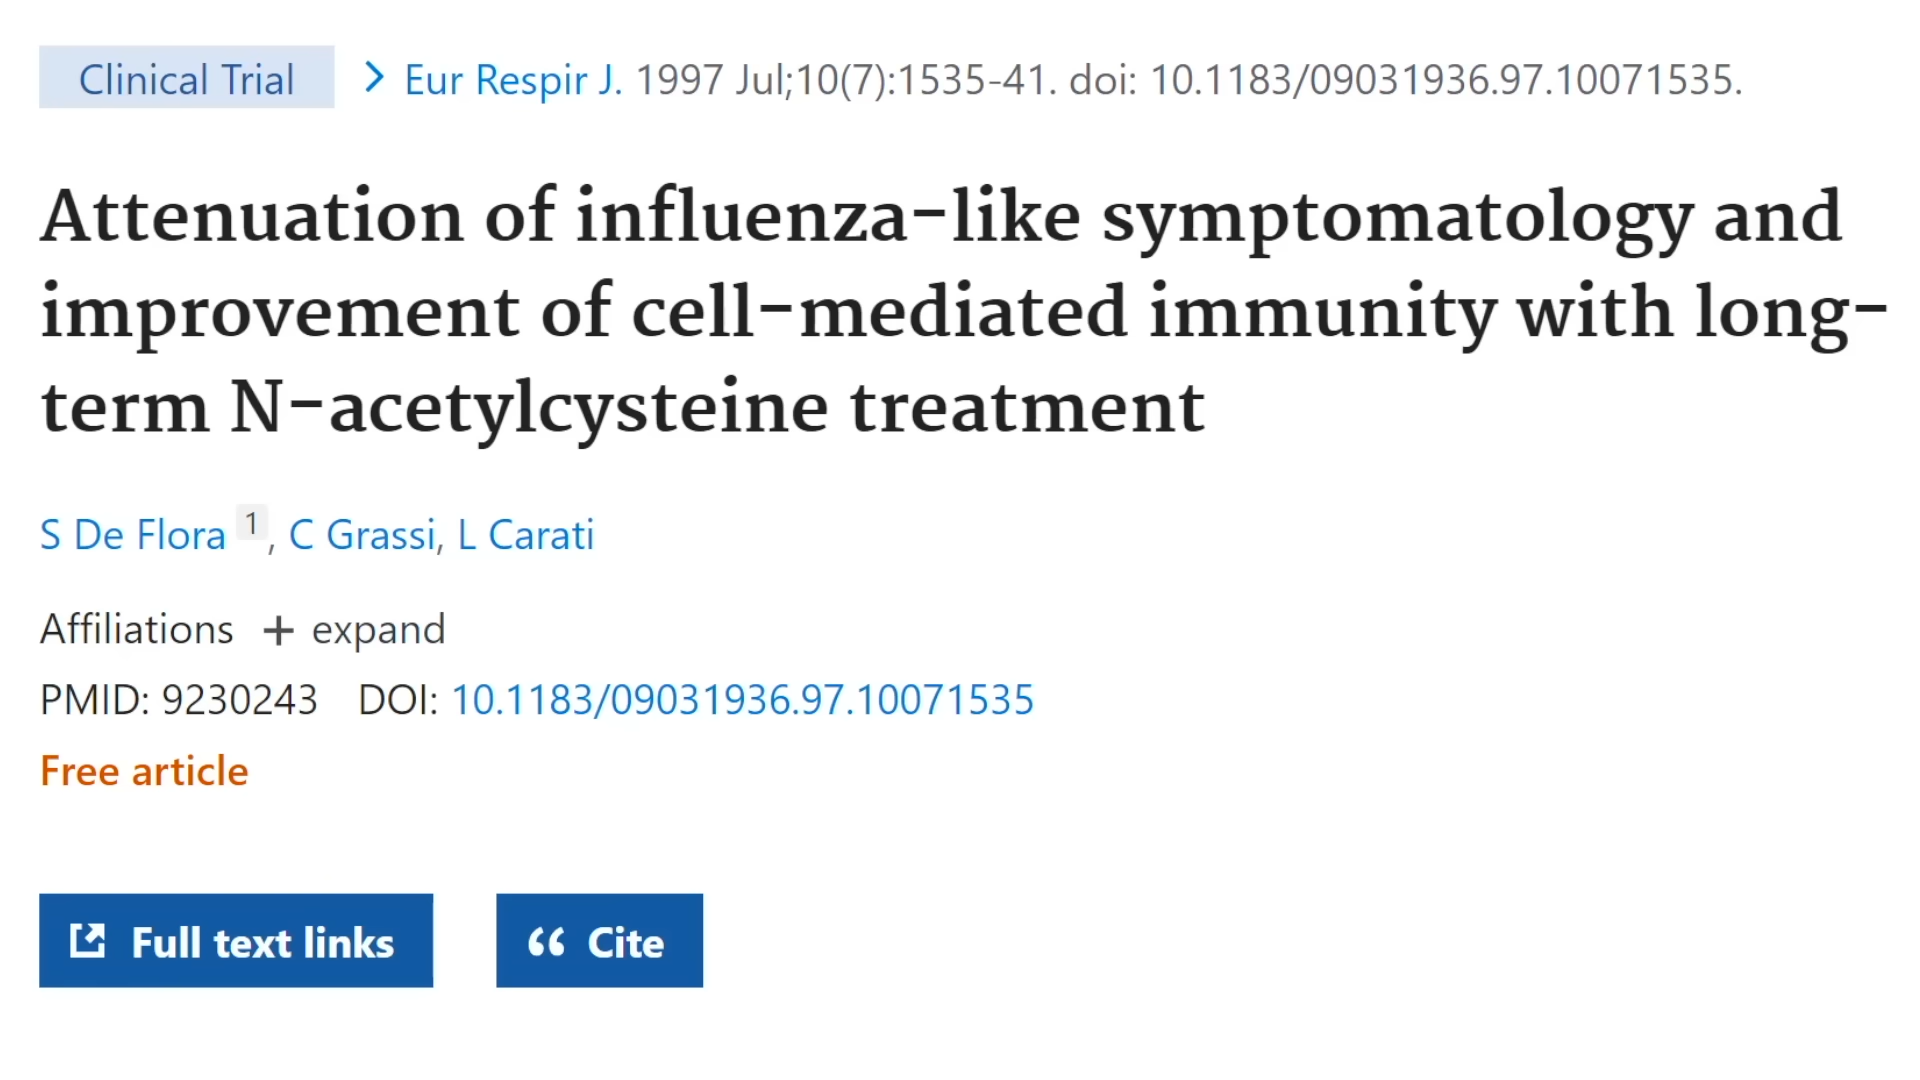 Clinical Trial > Eur Respir J. 1997 Jul;10(7):1535-41. doi: 10.1183/09031936.97.10071535.
Attenuation of influenza-like symptomatology and
improvement of cell-mediated immunity with long-
term N-acetylcysteine treatment
S De Flora 1, C Grassi, L Carati
Affiliations + expand
PMID: 9230243 DOI: 10.1183/09031936.97.10071535
Free article
Full text links “ Cite